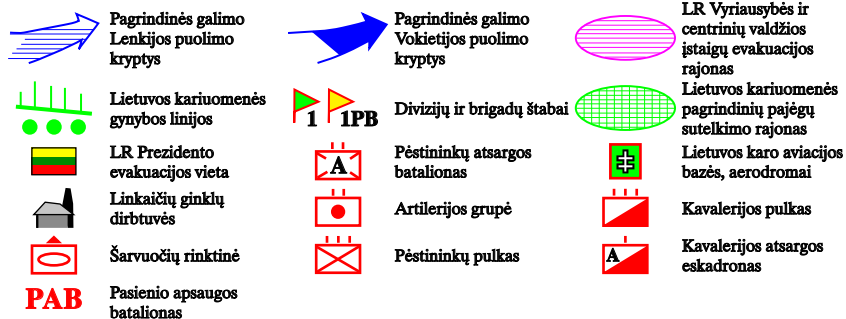 Pagrindinės galimo
Lenkijos puolimo
kryptys
Pagrindinės galimo
Vokietijos puolimo
kryptys
LR Vyriausybės ir
centrinių valdžios
įstaigų evakuacijos
rajonas
Lietuvos kariuomenės
gynybos linijos
1
1PB
Divizijų ir brigadų štabai
Lietuvos kariuomenės
pagrindinių pajėgų
sutelkimo rajonas
LR Prezidento
evakuacijos vieta
A
Pėstininkų atsargos
batalionas
Lietuvos karo aviacijos
bazės, aerodromai
Linkaičių ginklų
dirbtuvės
Artilerijos grupė
Kavalerijos pulkas
Šarvuočių rinktinė
Pėstininkų pulkas
A
Kavalerijos atsargos
eskadronas
PAB
Pasienio apsaugos
batalionas